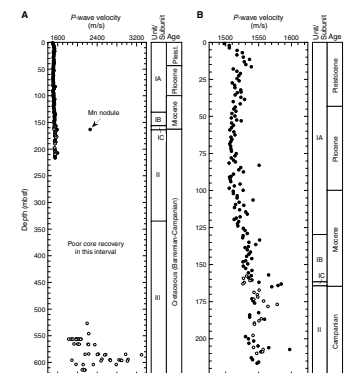 A
P-wave velocity
(m/s)
1600 2400 3200
Unit/
Subunit
Age
0
50
100
150
200
250
300
350
400
450
500
550
600
Depth (mbsf)
Mn nodule
Poor core recovery
in this interval
IA
IB
IC
II
III
Pleist.
Pliocene
Miocene
Cretaceous (Barremian-Campanian)
B
P-wave velocity
(m/s)
1500 1550 1600
Unit/
Subunit
Age
0
25
50
75
100
125
150
175
200
IA
IB
IC
II
Pleistocene
Pliocene
Miocene
Campanian